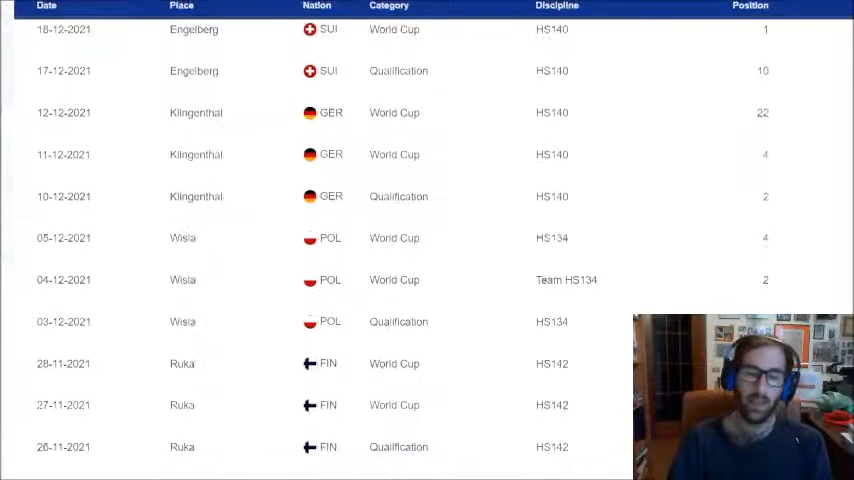 Date Place Nation Category Discipline Position
18-12-2021 Engelberg SUI World Cup HS140 1
17-12-2021 Engelberg SUI Qualification HS140 10
12-12-2021 Klingenthal GER World Cup HS140 22
11-12-2021 Klingenthal GER World Cup HS140 4
10-12-2021 Klingenthal GER Qualification HS140 2
05-12-2021 Wisla POL World Cup HS134 4
04-12-2021 Wisla POL World Cup Team HS134 2
03-12-2021 Wisla POL Qualification HS134
28-11-2021 Ruka FIN World Cup HS142
27-11-2021 Ruka FIN World Cup HS142
26-11-2021 Ruka FIN Qualification HS142